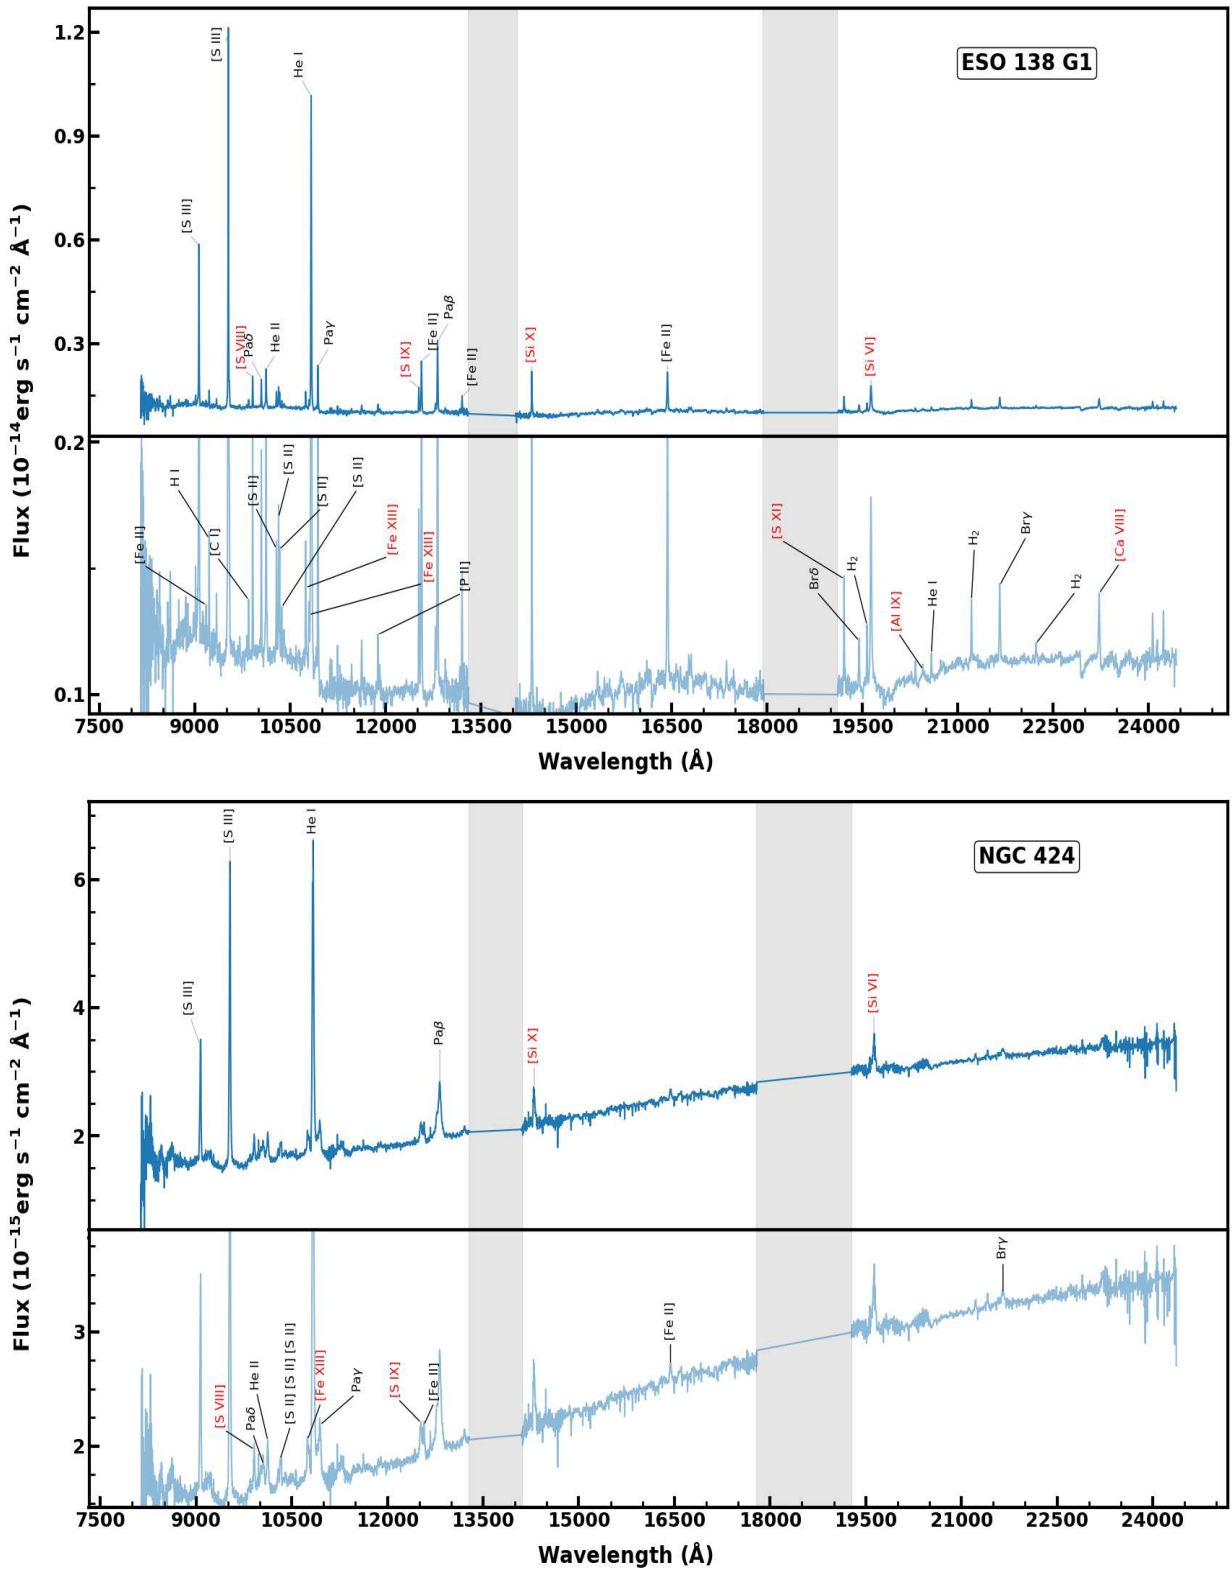 ESO 138 G1
Flux (10⁻¹⁴erg s⁻¹ cm⁻² Å⁻¹)
1.2
0.9
0.6
0.3
[S III]
[S III]
[S VIII]
Paδ
He II
He I
Paγ
[S IX]
[Fe II]
Paβ
[Fe II]
[Si X]
[Fe II]
[Si VI]
0.2
0.1
[Fe II]
H I
[C I]
[S II]
[S II]
[S II]
[S II]
[Fe XIII]
[Fe XIII]
[P II]
[S XI]
Brδ
H₂
[Al IX]
He I
H₂
Brγ
H₂
[Ca VIII]
7500 9000 10500 12000 13500 15000 16500 18000 19500 21000 22500 24000
Wavelength (Å)
NGC 424
Flux (10⁻¹⁵erg s⁻¹ cm⁻² Å⁻¹)
6
4
2
[S III]
[S III]
He I
Paβ
[Si X]
[Si VI]
3
2
[S VIII]
Paδ
He II
[S II] [S II] [S II]
[Fe XIII]
Paγ
[S IX]
[Fe II]
[Fe II]
Brγ
7500 9000 10500 12000 13500 15000 16500 18000 19500 21000 22500 24000
Wavelength (Å)